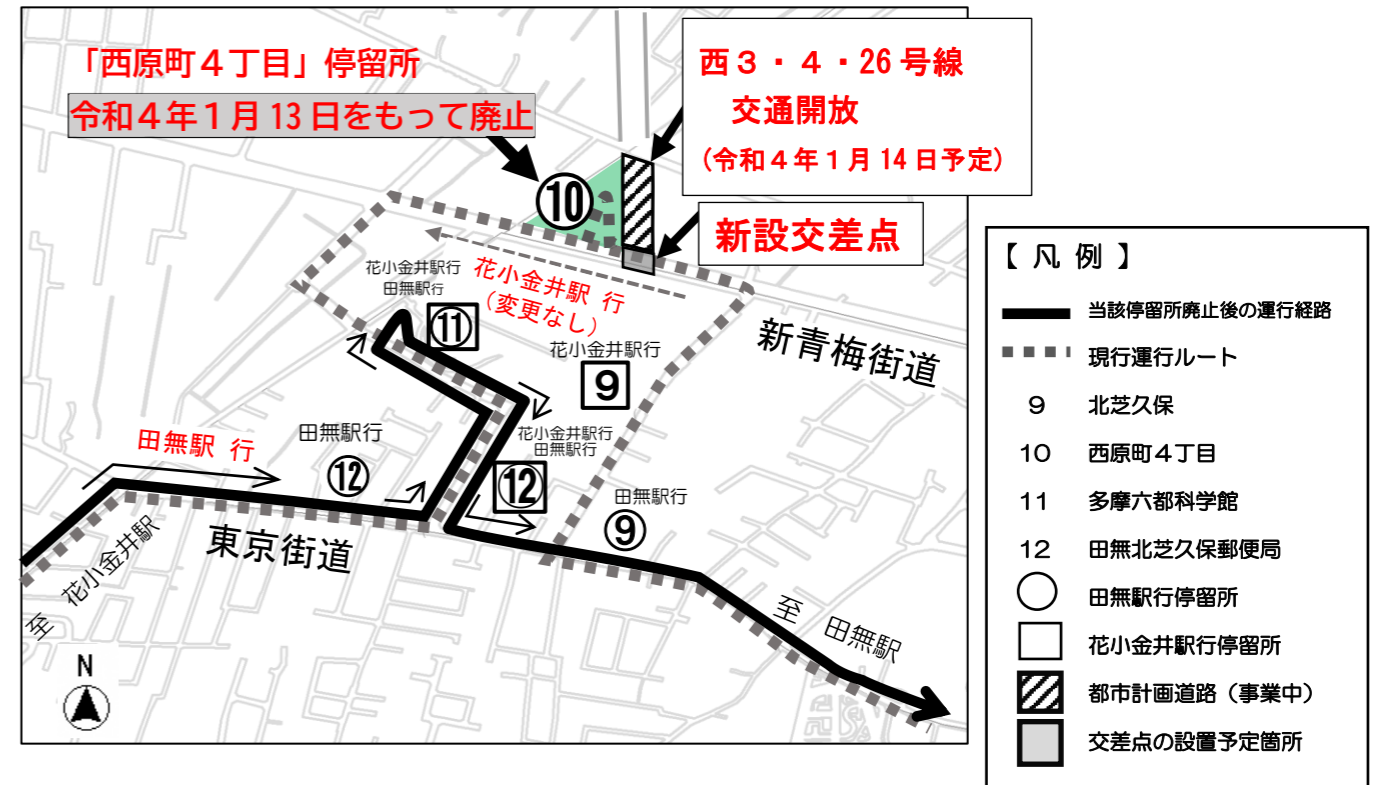 「西原町４丁目」停留所
令和４年１月13日をもって廃止
西３・４・26号線
交通開放
(令和４年１月14日予定)
新設交差点
⑩
花小金井駅行
田無駅行
⑪
花小金井駅 行
(変更なし)
花小金井駅行
９
新青梅街道
田無駅 行
田無駅行
⑫
花小金井駅行
田無駅行
⑫
田無駅行
⑨
東京街道
至 花小金井駅
至 田無駅
N
【凡例】
当該停留所廃止後の運行経路
現行運行ルート
９ 北芝久保
10 西原町４丁目
11 多摩六都科学館
12 田無北芝久保郵便局
田無駅行停留所
花小金井駅行停留所
都市計画道路（事業中）
交差点の設置予定箇所